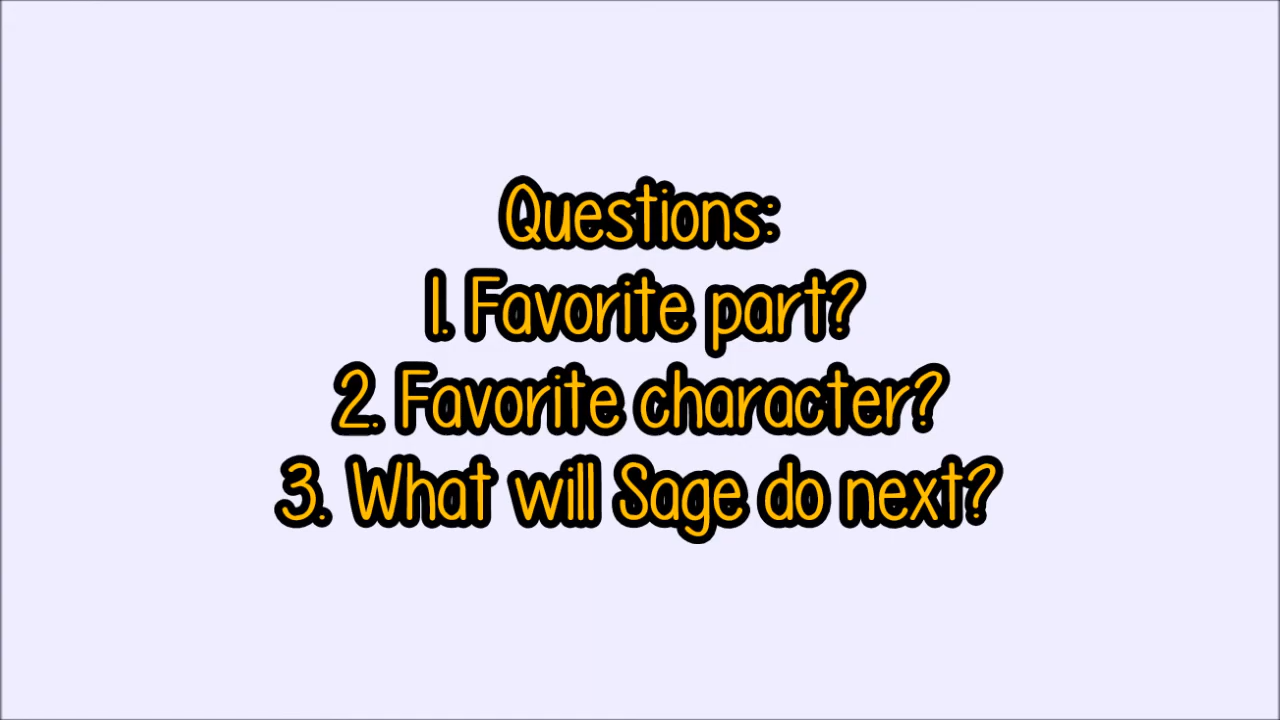 Questions:
1. Favorite part?
2. Favorite character?
3. What will Sage do next?